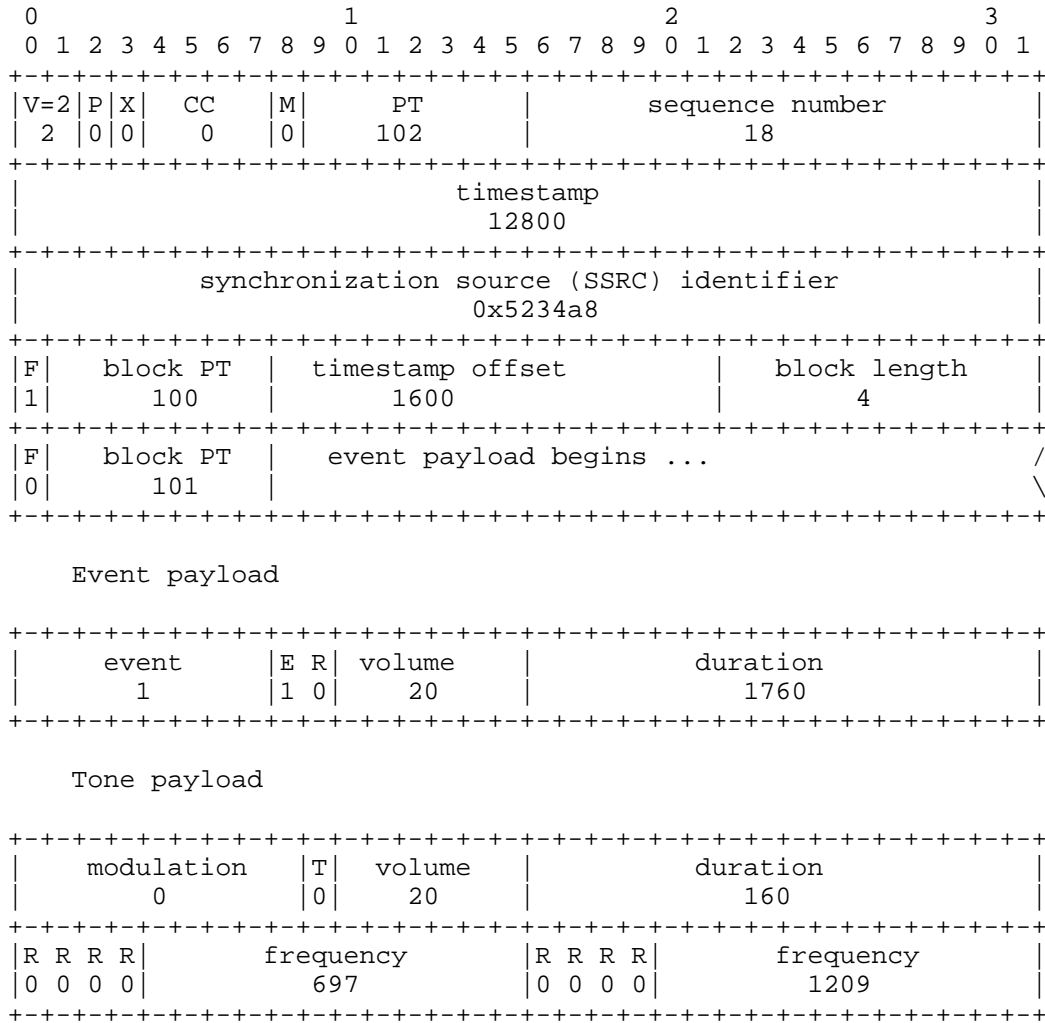 0                   1                   2                   3
 0 1 2 3 4 5 6 7 8 9 0 1 2 3 4 5 6 7 8 9 0 1 2 3 4 5 6 7 8 9 0 1
+-+-+-+-+-+-+-+-+-+-+-+-+-+-+-+-+-+-+-+-+-+-+-+-+-+-+-+-+-+-+-+-+
|V=2|P|X|  CC   |M|     PT      |       sequence number         |
| 2 |0|0|   0   |0|    102      |             18                |
+-+-+-+-+-+-+-+-+-+-+-+-+-+-+-+-+-+-+-+-+-+-+-+-+-+-+-+-+-+-+-+-+
|                           timestamp                           |
|                             12800                             |
+-+-+-+-+-+-+-+-+-+-+-+-+-+-+-+-+-+-+-+-+-+-+-+-+-+-+-+-+-+-+-+-+
|           synchronization source (SSRC) identifier            |
|                            0x5234a8                           |
+-+-+-+-+-+-+-+-+-+-+-+-+-+-+-+-+-+-+-+-+-+-+-+-+-+-+-+-+-+-+-+-+
|F|   block PT  |  timestamp offset         |   block length    |
|1|      100    |       1600                |        4          |
+-+-+-+-+-+-+-+-+-+-+-+-+-+-+-+-+-+-+-+-+-+-+-+-+-+-+-+-+-+-+-+-+
|F|   block PT  |   event payload begins ...                    /
|0|      101    |                                               \
+-+-+-+-+-+-+-+-+-+-+-+-+-+-+-+-+-+-+-+-+-+-+-+-+-+-+-+-+-+-+-+-+
    Event payload
+-+-+-+-+-+-+-+-+-+-+-+-+-+-+-+-+-+-+-+-+-+-+-+-+-+-+-+-+-+-+-+-+
|     event     |E R| volume    |          duration             |
|       1       |1 0|    20     |             1760              |
+-+-+-+-+-+-+-+-+-+-+-+-+-+-+-+-+-+-+-+-+-+-+-+-+-+-+-+-+-+-+-+-+
    Tone payload
+-+-+-+-+-+-+-+-+-+-+-+-+-+-+-+-+-+-+-+-+-+-+-+-+-+-+-+-+-+-+-+-+
|    modulation   |T|  volume   |          duration             |
|        0        |0|    20     |             160               |
+-+-+-+-+-+-+-+-+-+-+-+-+-+-+-+-+-+-+-+-+-+-+-+-+-+-+-+-+-+-+-+-+
|R R R R|       frequency       |R R R R|       frequency       |
|0 0 0 0|          697          |0 0 0 0|         1209          |
+-+-+-+-+-+-+-+-+-+-+-+-+-+-+-+-+-+-+-+-+-+-+-+-+-+-+-+-+-+-+-+-+